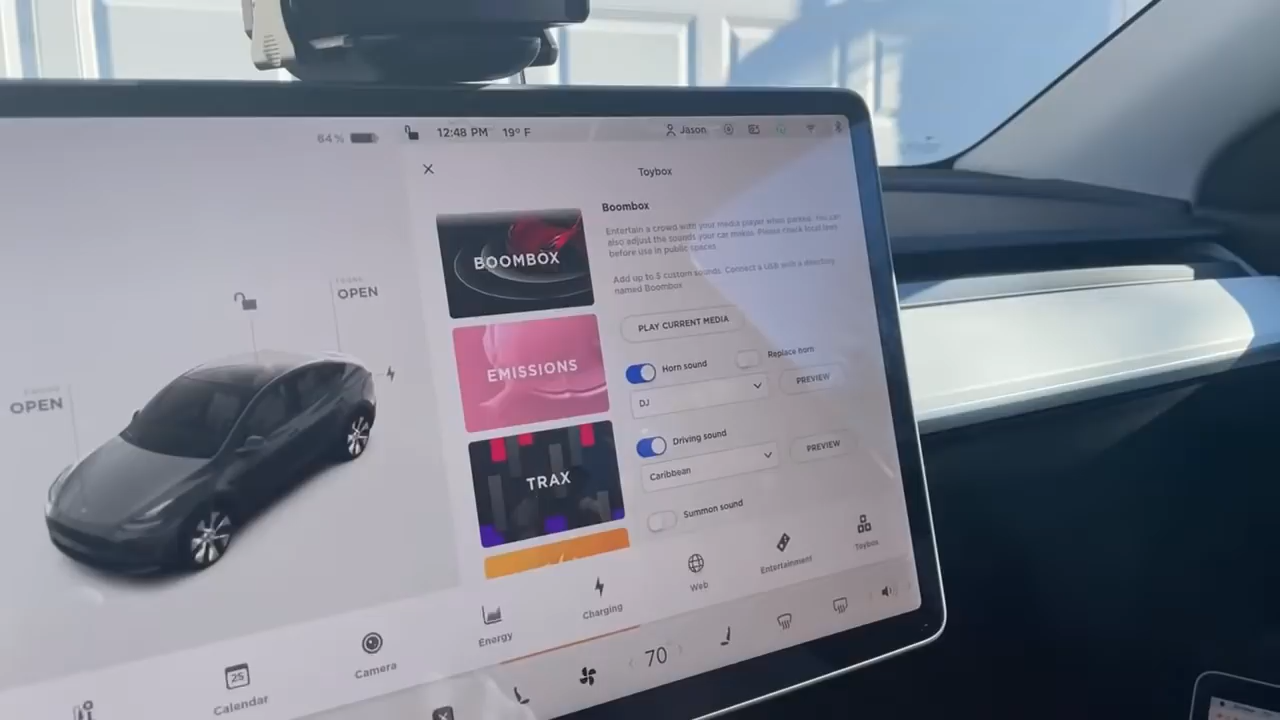 64%
12:48 PM
19° F
Jason
Toybox
Boombox
Entertain a crowd with your media player when parked. You can
also adjust the sounds your car makes. Please check local laws
before use in public spaces.
Add up to 5 custom sounds. Connect a USB with a directory
named Boombox
BOOMBOX
EMISSIONS
TRAX
PLAY CURRENT MEDIA
Horn sound
Replace horn
DJ
PREVIEW
Driving sound
Caribbean
PREVIEW
Summon sound
TRUNK
OPEN
FRUNK
OPEN
Calendar
25
Camera
Energy
Charging
Web
Entertainment
Toybox
70